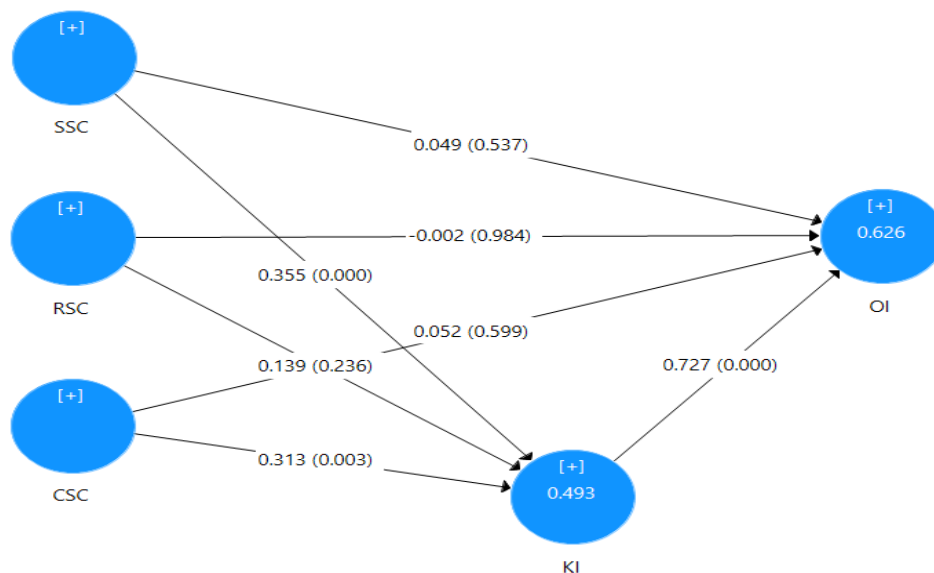 [+]
SSC
0.049 (0.537)
[+]
[+]
0.626
-0.002 (0.984)
0.355 (0.000)
RSC
OI
0.052 (0.599)
0.139 (0.236)
0.727 (0.000)
[+]
0.313 (0.003)
[+]
CSC
0.493
KI